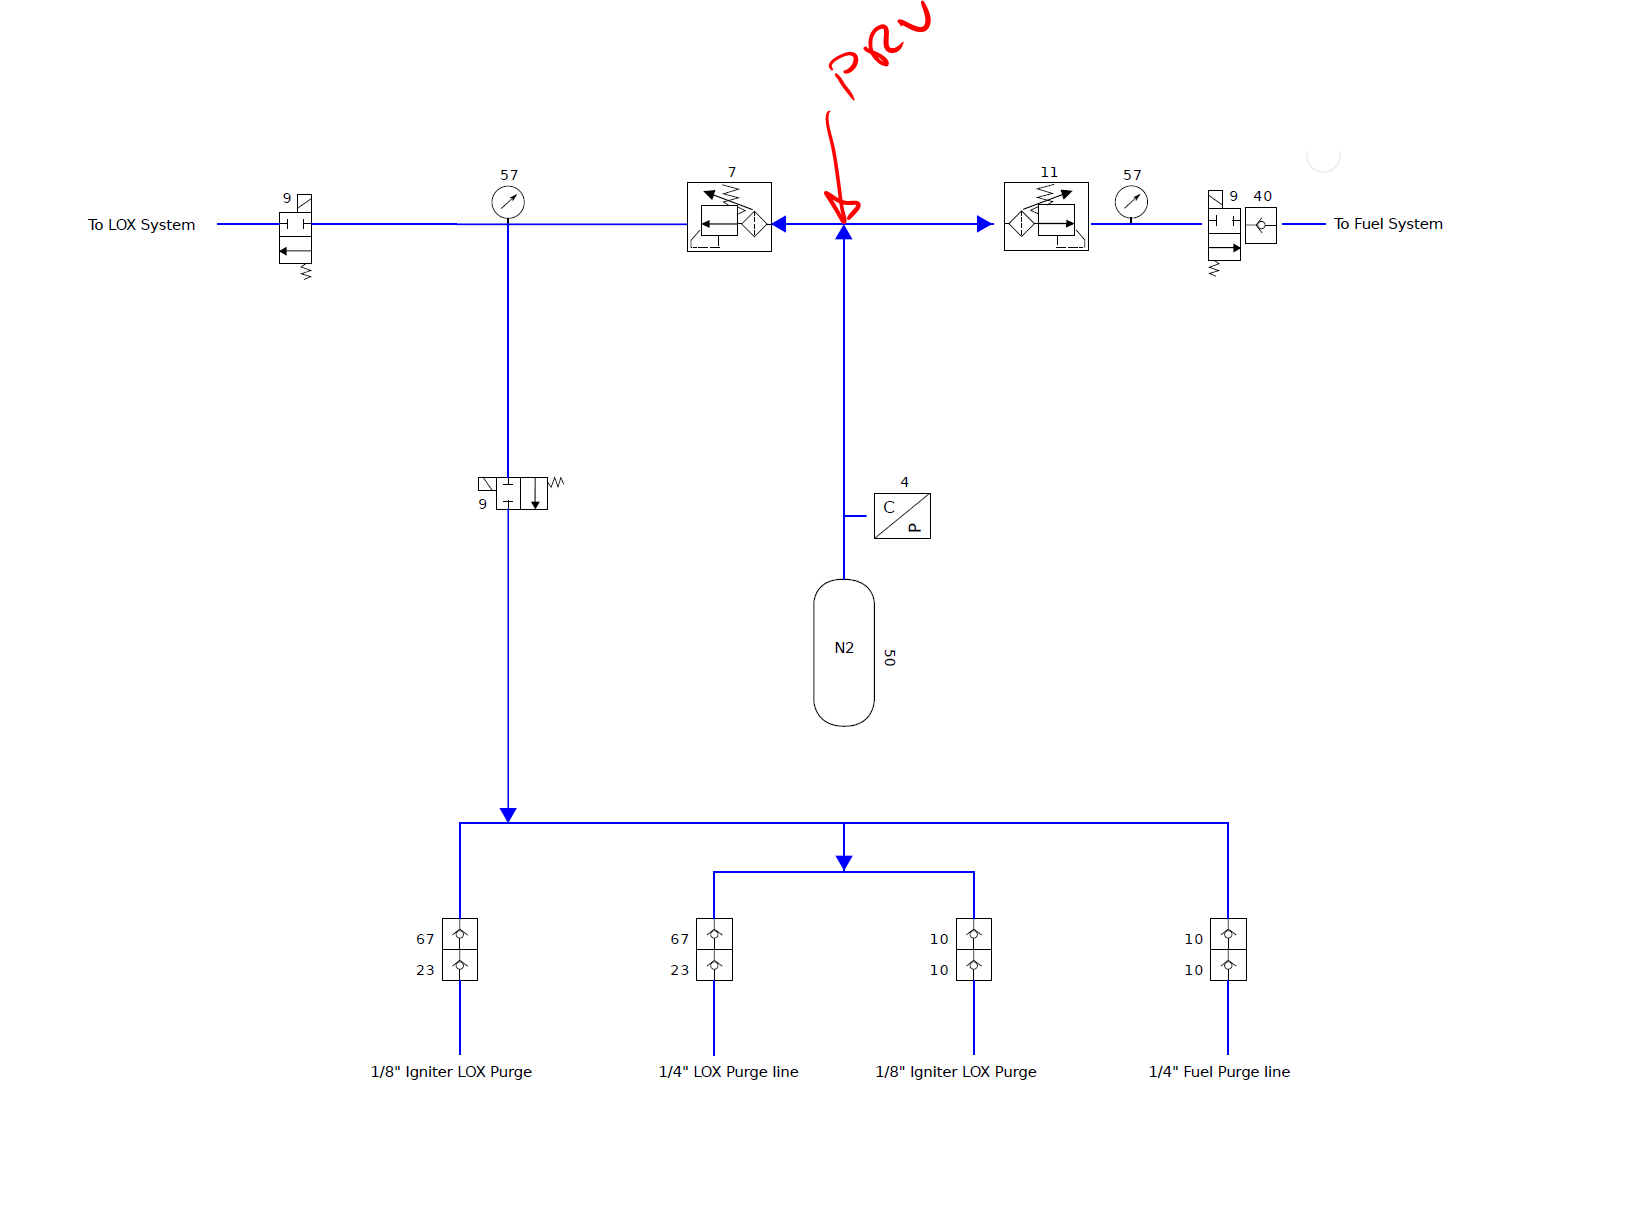 PRV
57
7
11
57
9
9 40
To LOX System
To Fuel System
4
C
P
9
N2
50
67
67
10
10
23
23
10
10
1/8" Igniter LOX Purge
1/4" LOX Purge line
1/8" Igniter LOX Purge
1/4" Fuel Purge line